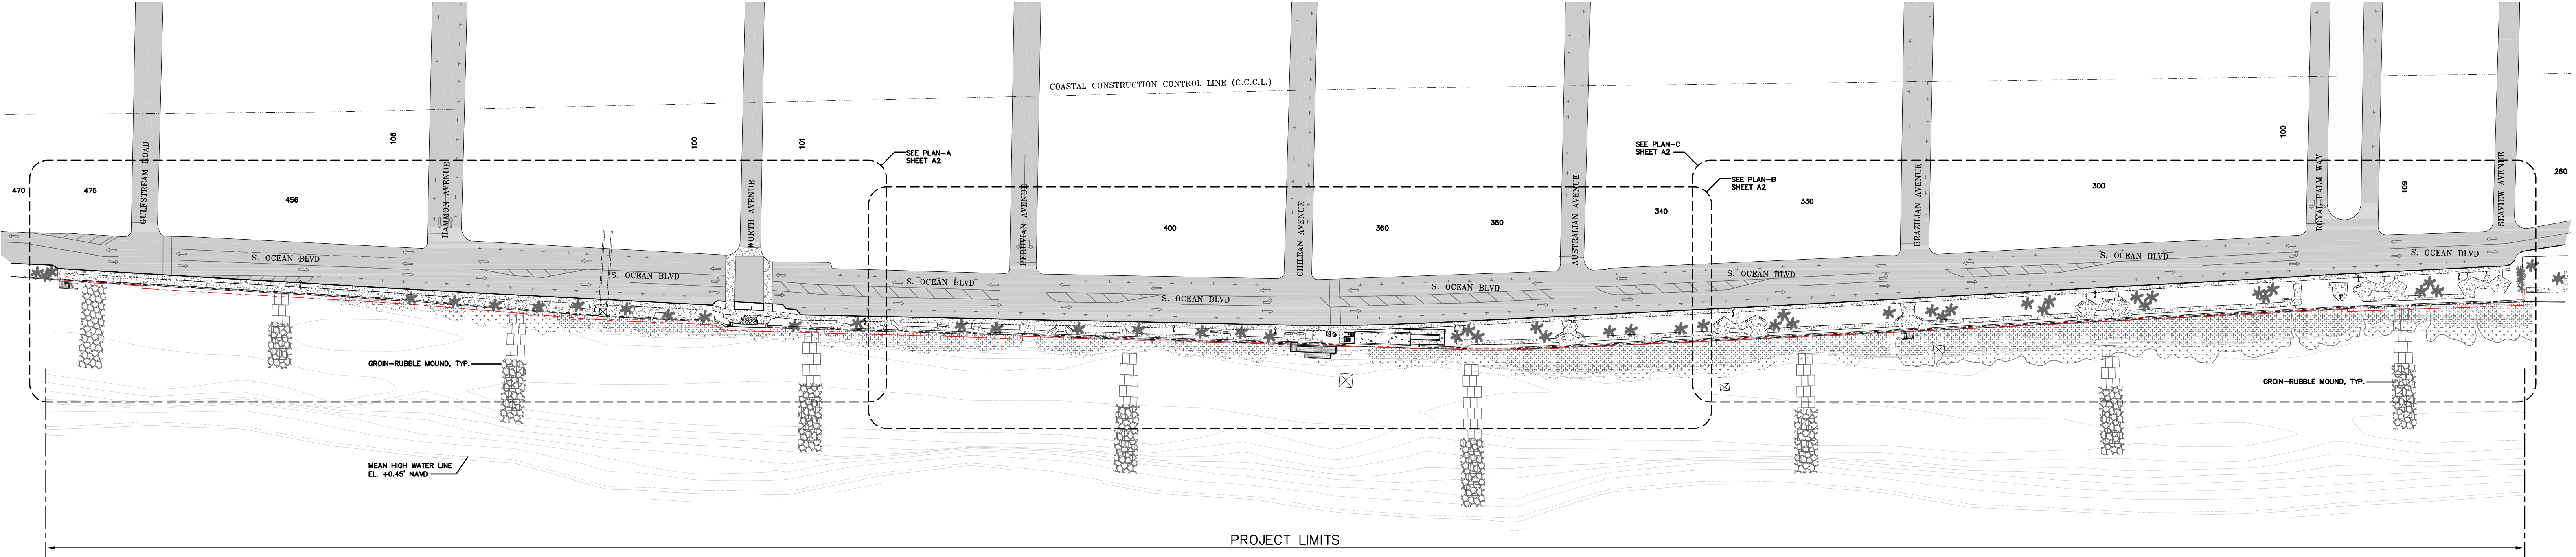 COASTAL CONSTRUCTION CONTROL LINE (C.C.C.L.)
106
100
101
100
SEE PLAN-A
SHEET A2
SEE PLAN-C
SHEET A2
SEE PLAN-B
SHEET A2
470
476
456
400
360
350
340
330
300
109
260
GULFSTREAM ROAD
HAMMON AVENUE
WORTH AVENUE
PERUVIAN AVENUE
CHILEAN AVENUE
AUSTRALIAN AVENUE
BRAZILIAN AVENUE
ROYAL PALM WAY
SEAVIEW AVENUE
S. OCEAN BLVD
S. OCEAN BLVD
S. OCEAN BLVD
S. OCEAN BLVD
S. OCEAN BLVD
S. OCEAN BLVD
S. OCEAN BLVD
S. OCEAN BLVD
GROIN-RUBBLE MOUND, TYP.
GROIN-RUBBLE MOUND, TYP.
MEAN HIGH WATER LINE
EL. +0.45' NAVD
PROJECT LIMITS